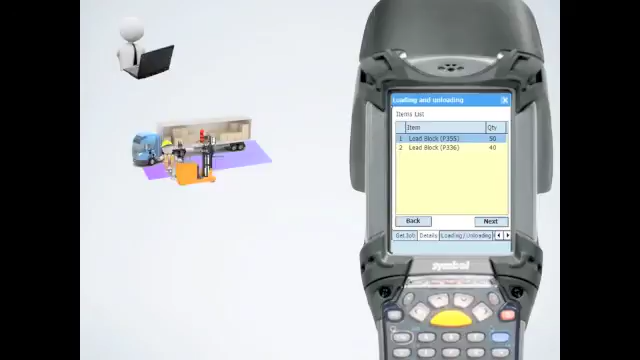 Loading and unloading
Items List
Item Qty
1 Lead Block (P355) 50
2 Lead Block (P336) 40
Back Next
Get Job Details Loading/Unloading
symbol